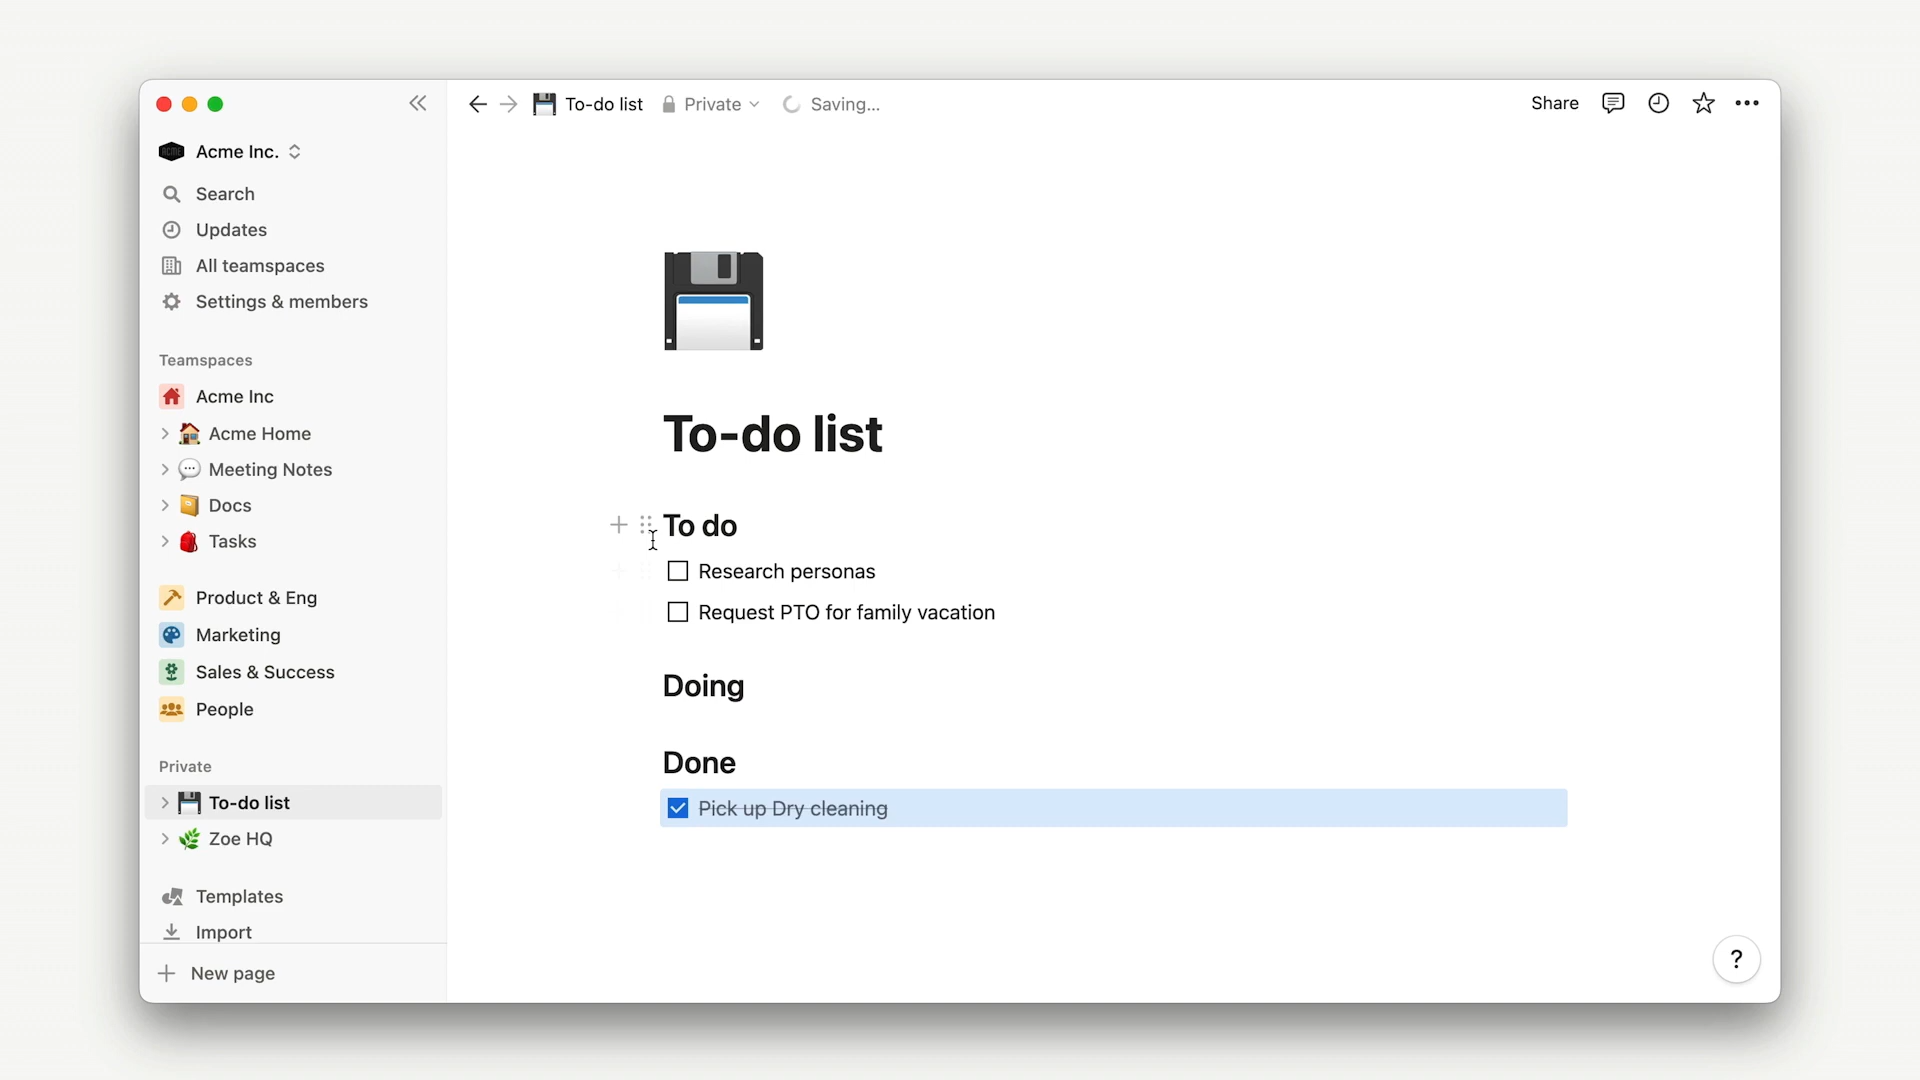 To-do list Private Saving... Share
ACME Acme Inc.
Search
Updates
All teamspaces
Settings & members
Teamspaces
Acme Inc
Acme Home
Meeting Notes
Docs
Tasks
Product & Eng
Marketing
Sales & Success
People
Private
To-do list
Zoe HQ
Templates
Import
New page
To-do list
To do
Research personas
Request PTO for family vacation
Doing
Done
Pick up Dry cleaning
?